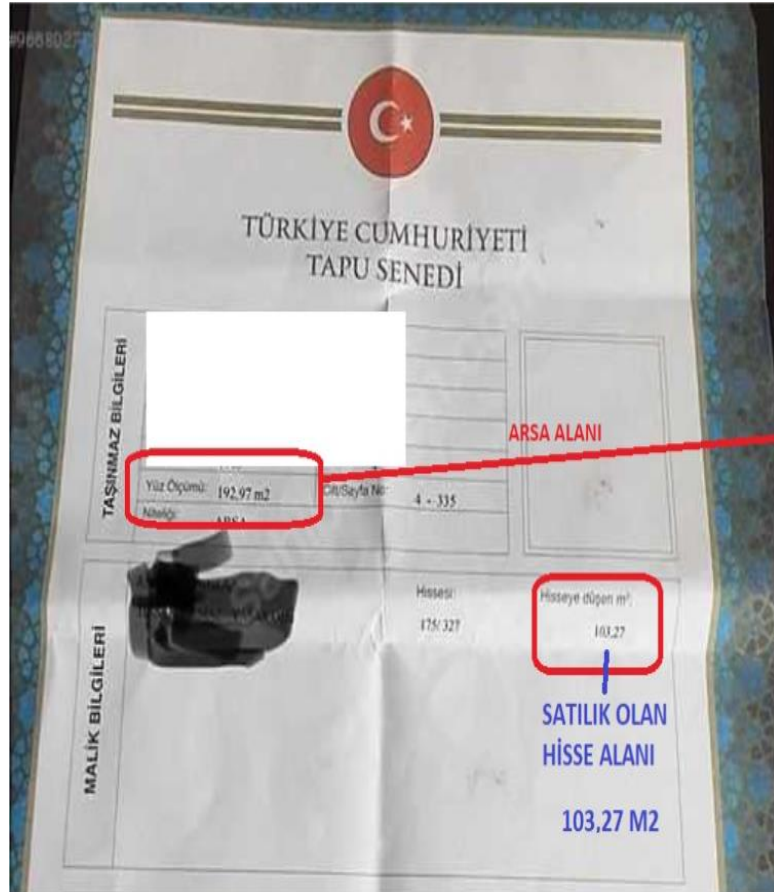 #9668027
TÜRKİYE CUMHURİYETİ
TAPU SENEDİ
TAŞINMAZ BİLGİLERİ
ARSA ALANI
Yüz Ölçümü: 192,97 m2 Cilt/Sayfa No: 4 - 335
Niteliği: ARSA
MALİK BİLGİLERİ
Hissesi: Hisseye düşen m²:
175/327 103,27
SATILIK OLAN
HİSSE ALANI
103,27 M2